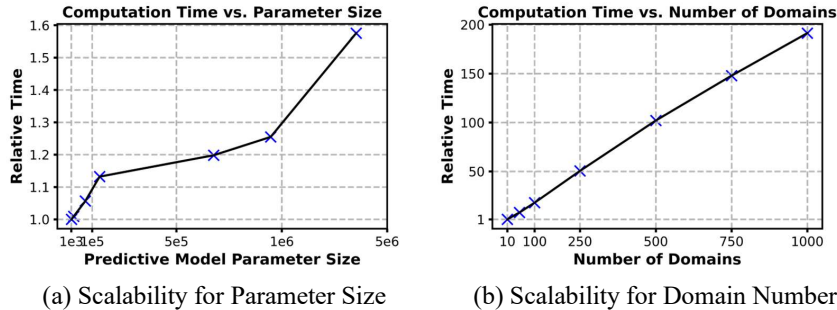 Computation Time vs. Parameter Size
1.6
1.5
1.4
1.3
1.2
1.1
1.0
Relative Time
1e3 1e5 5e5 1e6 5e6
Predictive Model Parameter Size
(a) Scalability for Parameter Size
Computation Time vs. Number of Domains
200
150
100
50
1
Relative Time
10 100 250 500 750 1000
Number of Domains
(b) Scalability for Domain Number